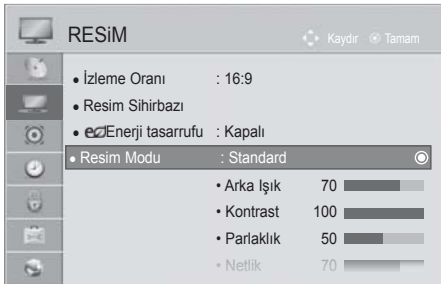 RESiM
Kaydır Tamam
• İzleme Oranı : 16:9
• Resim Sihirbazı
• eco Enerji tasarrufu : Kapalı
• Resim Modu : Standard
• Arka Işık 70
• Kontrast 100
• Parlaklık 50
• Netlik 70